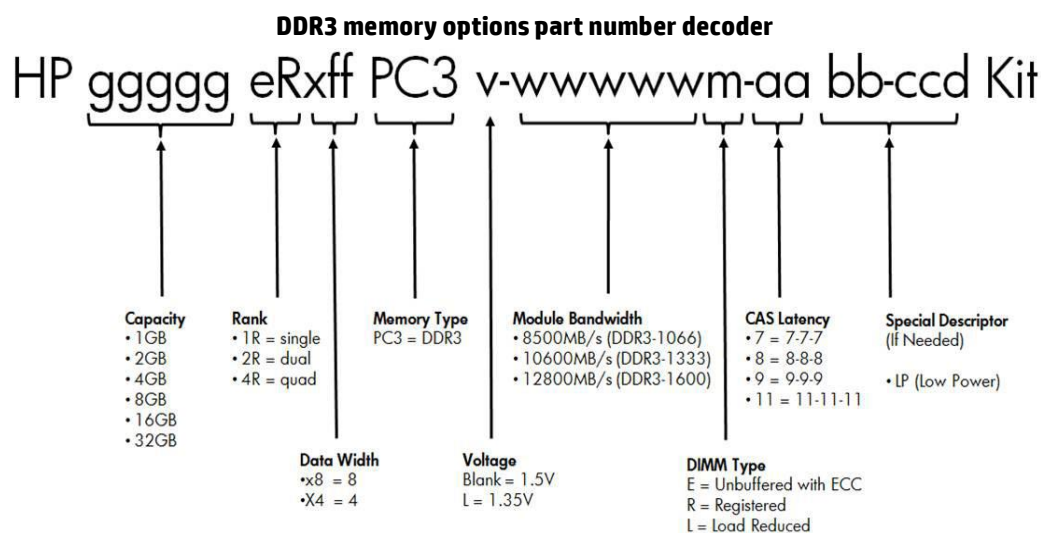 DDR3 memory options part number decoder
HP ggggg eRxff PC3 v-wwwwwm-aa bb-ccd Kit
Capacity
• 1GB
• 2GB
• 4GB
• 8GB
• 16GB
• 32GB
Rank
• 1R = single
• 2R = dual
• 4R = quad
Memory Type
PC3 = DDR3
Module Bandwidth
• 8500MB/s (DDR3-1066)
• 10600MB/s (DDR3-1333)
• 12800MB/s (DDR3-1600)
CAS Latency
• 7 = 7-7-7
• 8 = 8-8-8
• 9 = 9-9-9
• 11 = 11-11-11
Special Descriptor
(If Needed)
• LP (Low Power)
Data Width
•x8 = 8
•X4 = 4
Voltage
Blank = 1.5V
L = 1.35V
DIMM Type
E = Unbuffered with ECC
R = Registered
L = Load Reduced